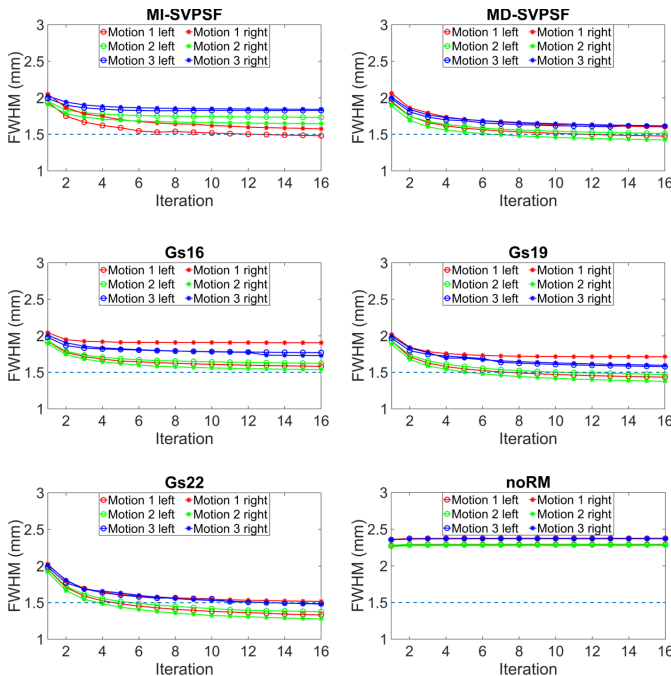 MI-SVPSF
FWHM (mm)
3
2.5
2
1.5
1
Motion 1 left Motion 1 right
Motion 2 left Motion 2 right
Motion 3 left Motion 3 right
2 4 6 8 10 12 14 16
Iteration
MD-SVPSF
FWHM (mm)
3
2.5
2
1.5
1
Motion 1 left Motion 1 right
Motion 2 left Motion 2 right
Motion 3 left Motion 3 right
2 4 6 8 10 12 14 16
Iteration
Gs16
FWHM (mm)
3
2.5
2
1.5
1
Motion 1 left Motion 1 right
Motion 2 left Motion 2 right
Motion 3 left Motion 3 right
2 4 6 8 10 12 14 16
Iteration
Gs19
FWHM (mm)
3
2.5
2
1.5
1
Motion 1 left Motion 1 right
Motion 2 left Motion 2 right
Motion 3 left Motion 3 right
2 4 6 8 10 12 14 16
Iteration
Gs22
FWHM (mm)
3
2.5
2
1.5
1
Motion 1 left Motion 1 right
Motion 2 left Motion 2 right
Motion 3 left Motion 3 right
2 4 6 8 10 12 14 16
Iteration
noRM
FWHM (mm)
3
2.5
2
1.5
1
Motion 1 left Motion 1 right
Motion 2 left Motion 2 right
Motion 3 left Motion 3 right
2 4 6 8 10 12 14 16
Iteration